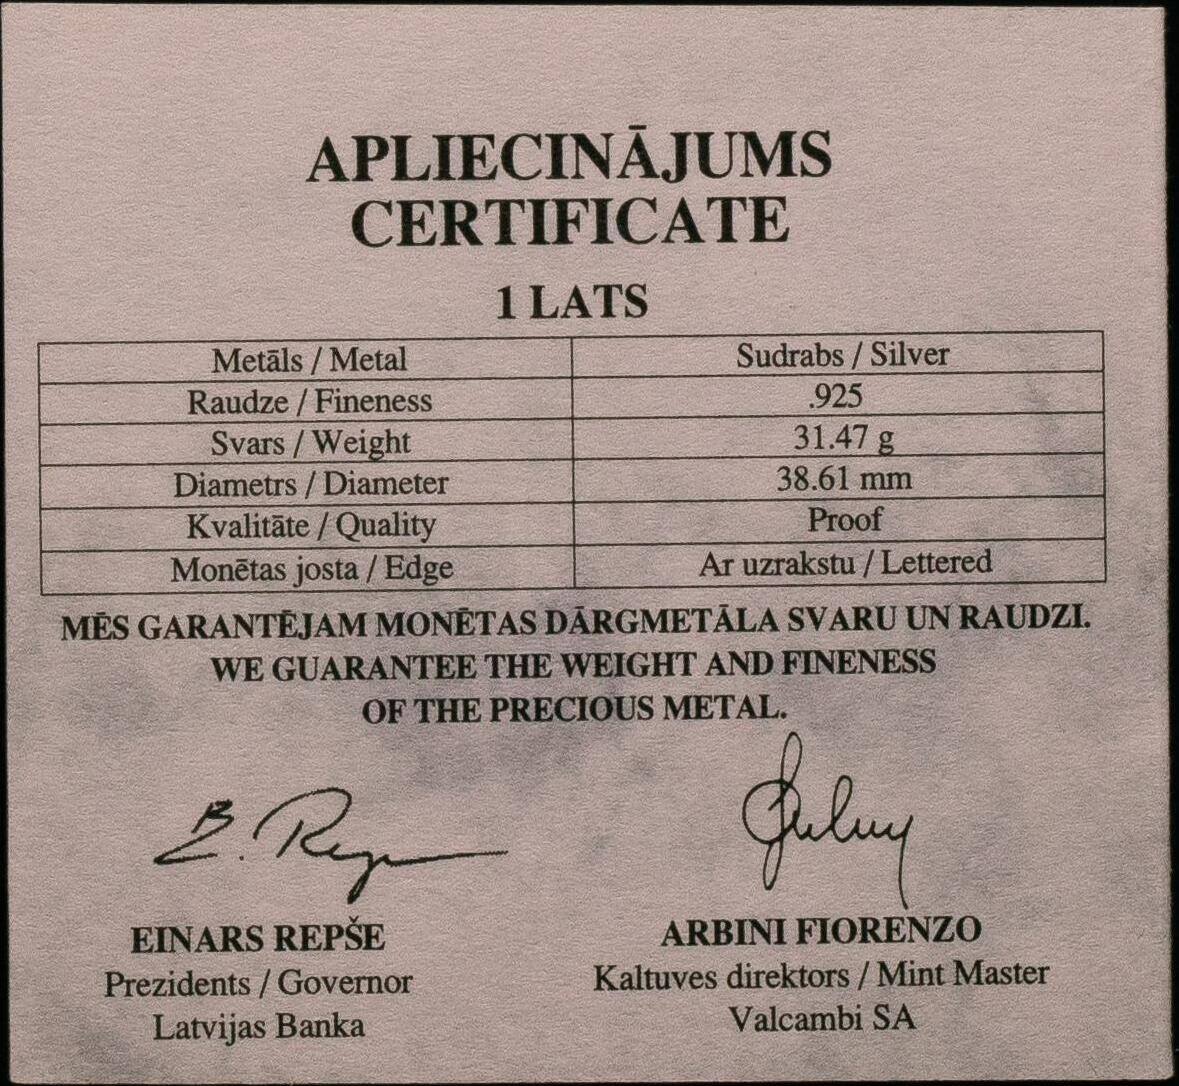 APLIECINĀJUMS
CERTIFICATE
1 LATS
Metāls / Metal Sudrabs / Silver
Raudze / Fineness .925
Svars / Weight 31.47 g
Diametrs / Diameter 38.61 mm
Kvalitāte / Quality Proof
Monētas josta / Edge Ar uzrakstu / Lettered
MĒS GARANTĒJAM MONĒTAS DĀRGMETĀLA SVARU UN RAUDZI.
WE GUARANTEE THE WEIGHT AND FINENESS
OF THE PRECIOUS METAL.
EINARS REPŠE ARBINI FIORENZO
Prezidents / Governor Kaltuves direktors / Mint Master
Latvijas Banka Valcambi SA